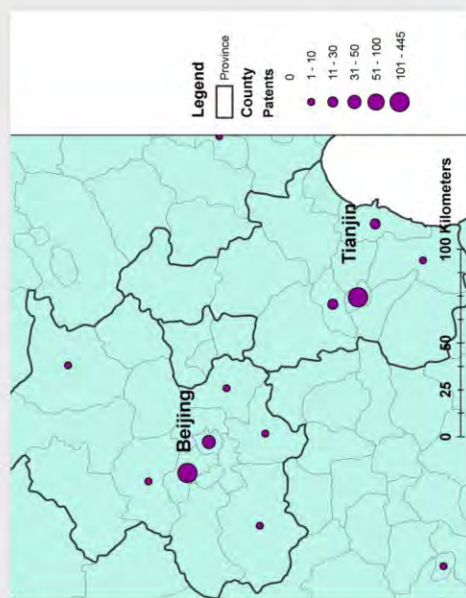 Legend
Province
County
Patents
0
1 - 10
11 - 30
31 - 50
51 - 100
101 - 445
Beijing
Tianjin
0 25 50 100 Kilometers